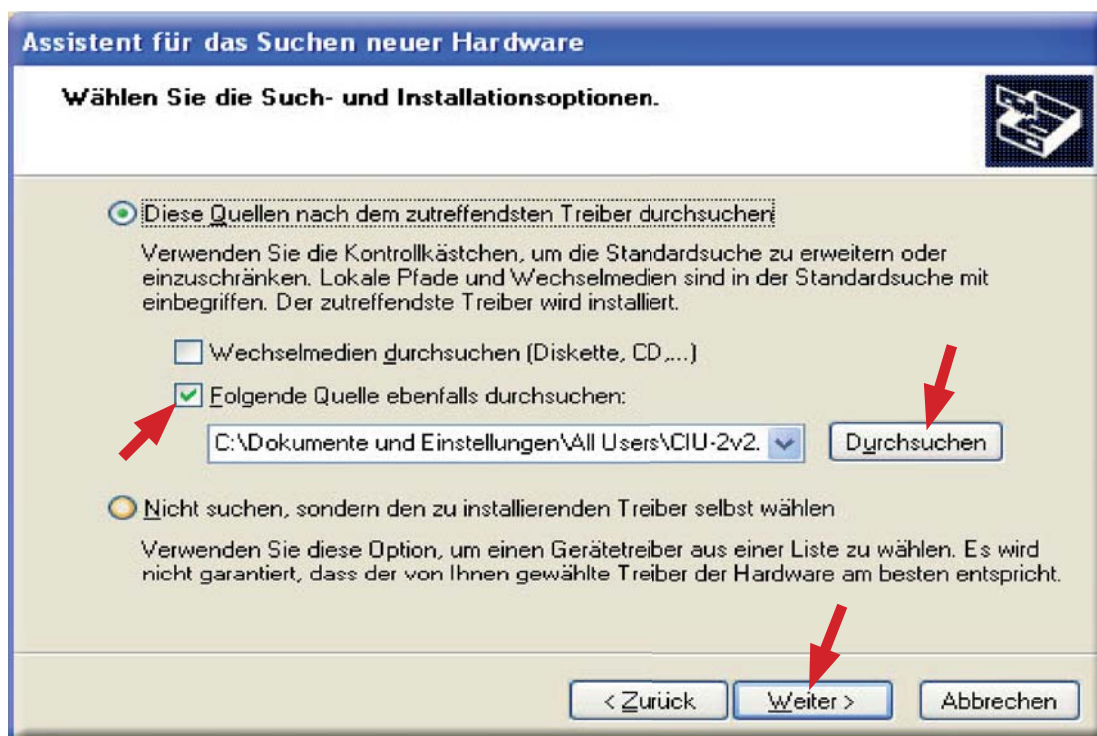 Assistent für das Suchen neuer Hardware
Wählen Sie die Such- und Installationsoptionen.
Diese Quellen nach dem zutreffendsten Treiber durchsuchen
Verwenden Sie die Kontrollkästchen, um die Standardsuche zu erweitern oder
einzuschränken. Lokale Pfade und Wechselmedien sind in der Standardsuche mit
einbegriffen. Der zutreffendste Treiber wird installiert.
Wechselmedien durchsuchen (Diskette, CD,...)
Folgende Quelle ebenfalls durchsuchen:
C:\Dokumente und Einstellungen\All Users\CIU-2v2. Durchsuchen
Nicht suchen, sondern den zu installierenden Treiber selbst wählen
Verwenden Sie diese Option, um einen Gerätetreiber aus einer Liste zu wählen. Es wird
nicht garantiert, dass der von Ihnen gewählte Treiber der Hardware am besten entspricht.
< Zurück Weiter > Abbrechen